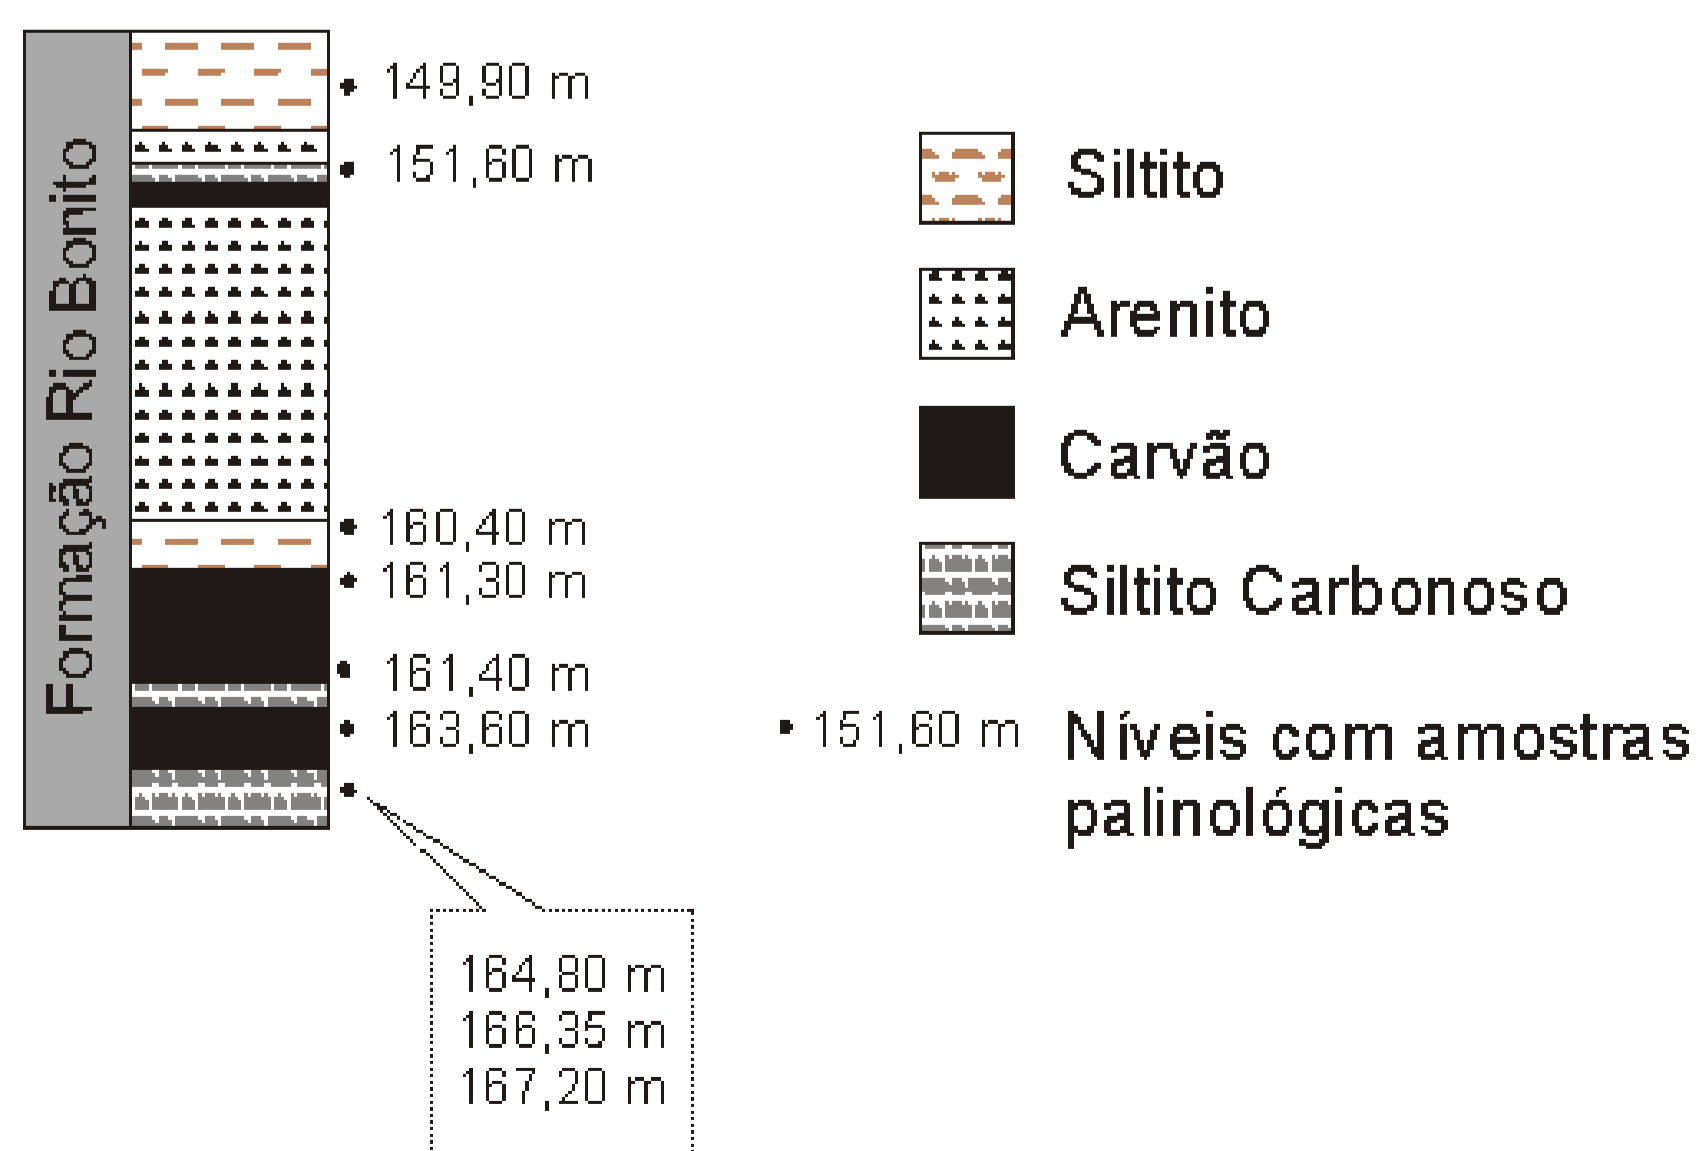 Formação Rio Bonito
149,90 m
151,60 m
160,40 m
161,30 m
161,40 m
163,60 m
164,80 m
166,35 m
167,20 m
Siltito
Arenito
Carvão
Siltito Carbonoso
151,60 m
Níveis com amostras
palinológicas